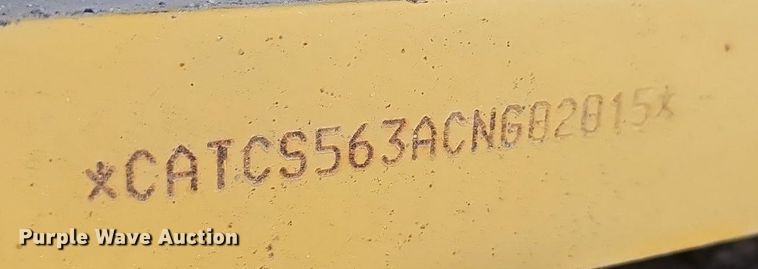 *CATCS563ACNG02015*
Purple Wave Auction